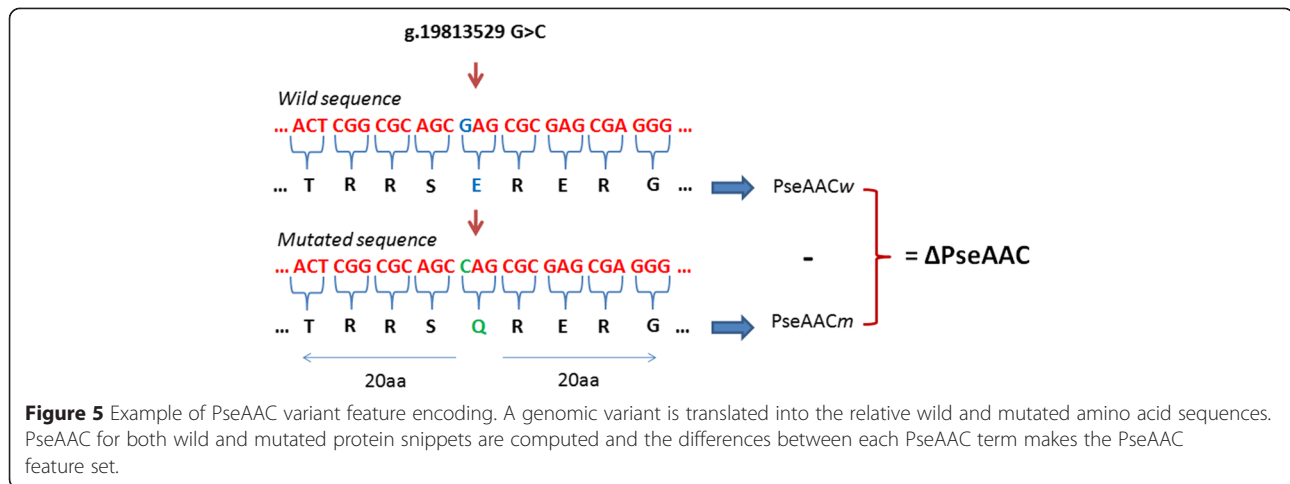 g.19813529 G>C
Wild sequence
... ACT CGG CGC AGC GAG CGC GAG CGA GGG ...
... T R R S E R E R G ... PseAACw
Mutated sequence
- = ΔPseAAC
... ACT CGG CGC AGC CAG CGC GAG CGA GGG ...
... T R R S Q R E R G ... PseAACm
20aa 20aa
Figure 5 Example of PseAAC variant feature encoding. A genomic variant is translated into the relative wild and mutated amino acid sequences.
PseAAC for both wild and mutated protein snippets are computed and the differences between each PseAAC term makes the PseAAC
feature set.